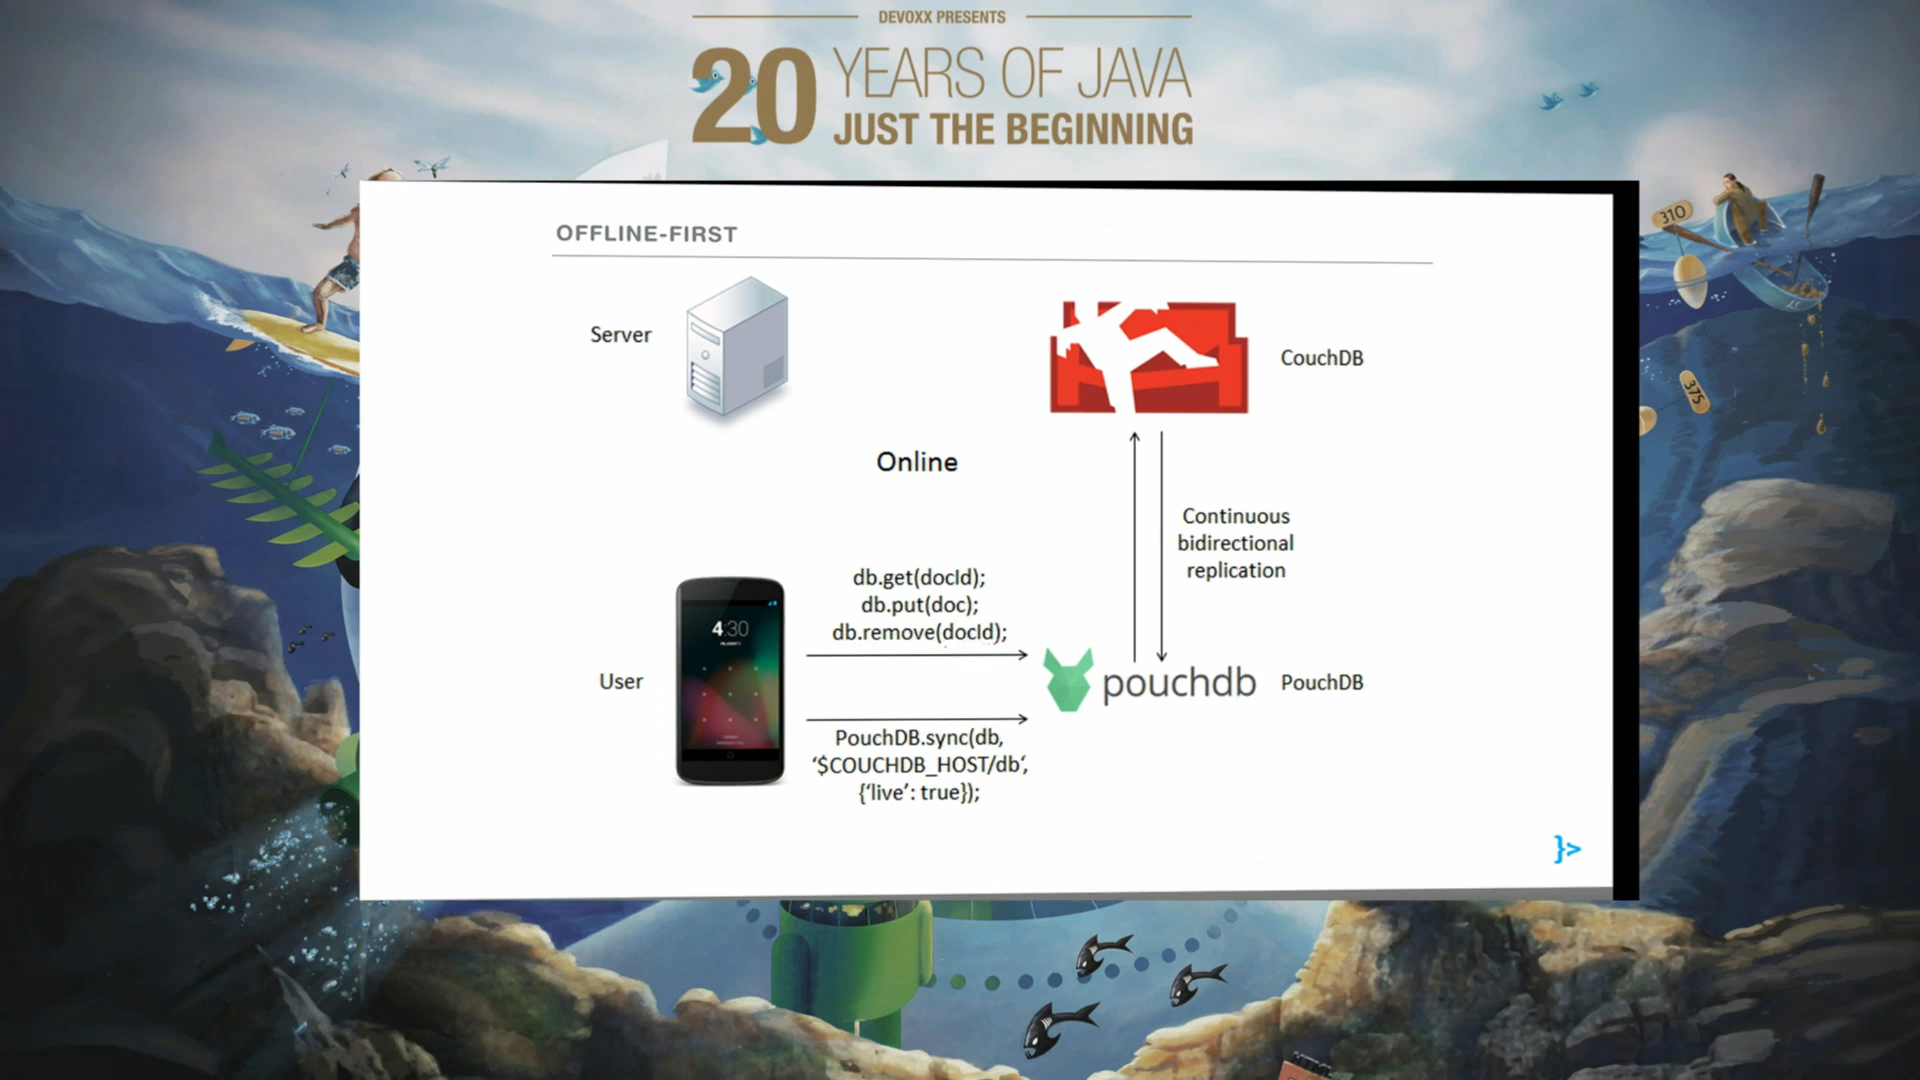 DEVOXX PRESENTS
20 YEARS OF JAVA
JUST THE BEGINNING
310
375
OFFLINE-FIRST
Server
CouchDB
Online
Continuous
bidirectional
replication
db.get(docId);
db.put(doc);
db.remove(docId);
4:30
User
pouchdb
PouchDB
PouchDB.sync(db,
‘$COUCHDB_HOST/db‘,
{‘live’: true});
}>